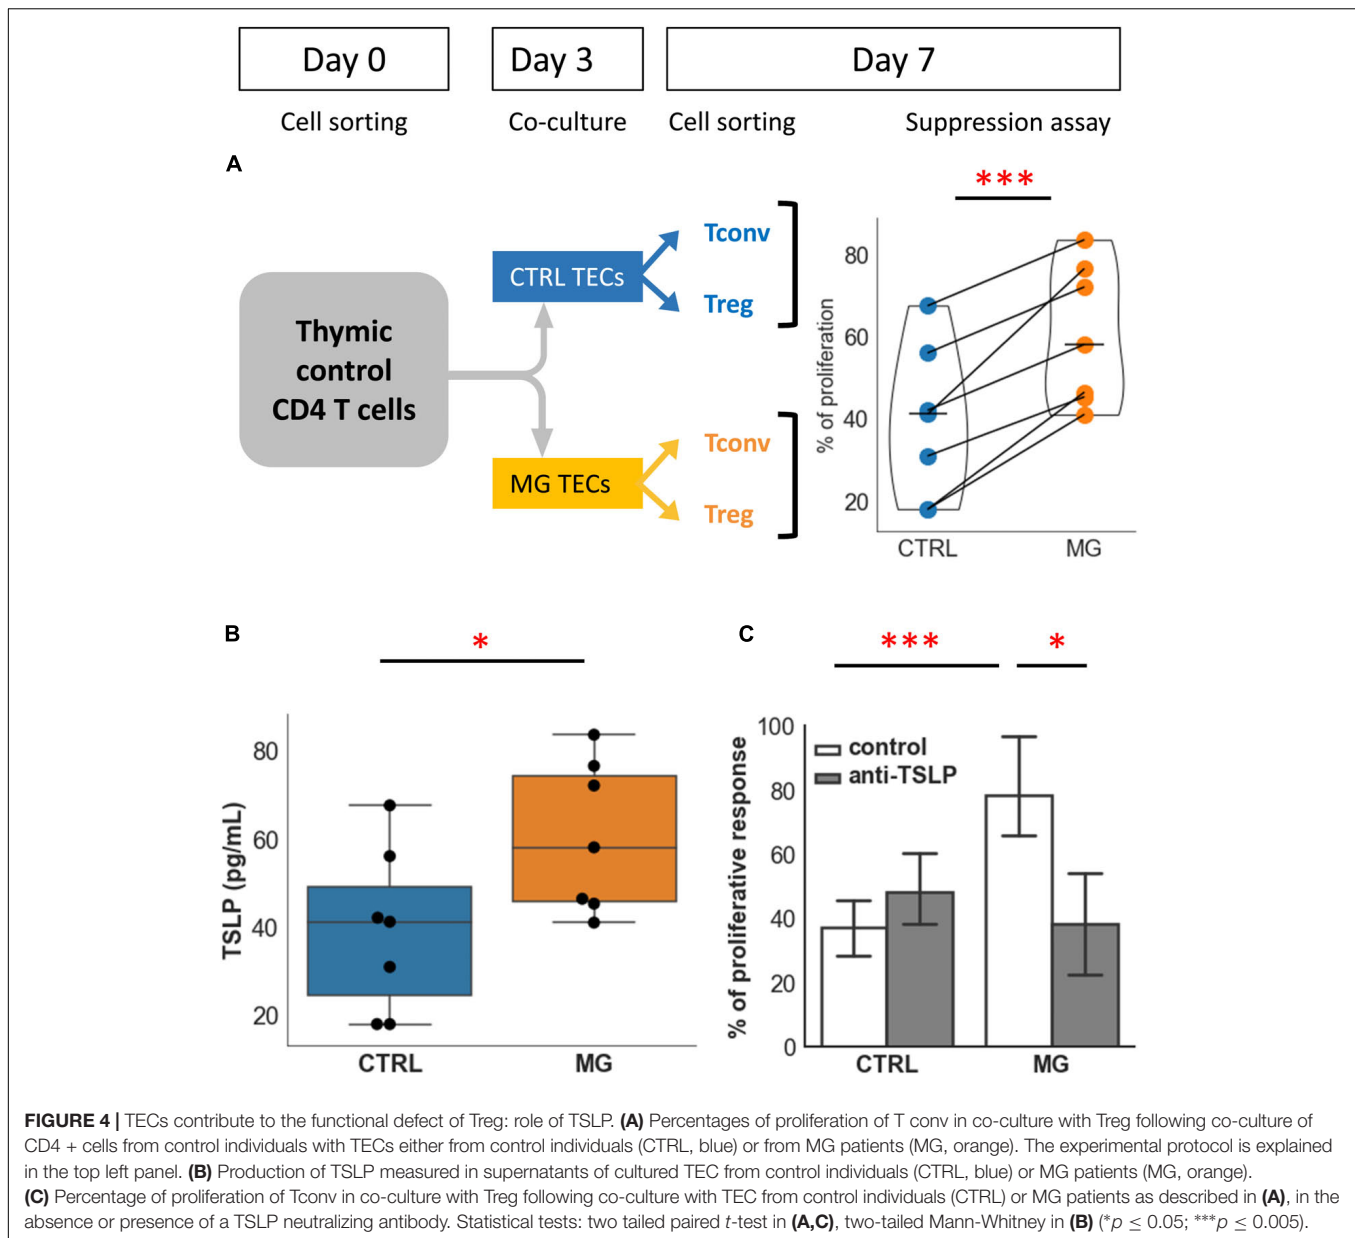 Day 0
Day 3
Day 7
Cell sorting
Co-culture
Cell sorting
Suppression assay
A
***
Thymic
control
CD4 T cells
CTRL TECs
MG TECs
Tconv
Treg
Tconv
Treg
% of proliferation
80
60
40
20
CTRL
MG
B
*
TSLP (pg/mL)
80
60
40
20
CTRL
MG
C
***
*
% of proliferative response
100
80
60
40
20
0
control
anti-TSLP
CTRL
MG
FIGURE 4 | TECs contribute to the functional defect of Treg: role of TSLP. (A) Percentages of proliferation of T conv in co-culture with Treg following co-culture of
CD4 + cells from control individuals with TECs either from control individuals (CTRL, blue) or from MG patients (MG, orange). The experimental protocol is explained
in the top left panel. (B) Production of TSLP measured in supernatants of cultured TEC from control individuals (CTRL, blue) or MG patients (MG, orange).
(C) Percentage of proliferation of Tconv in co-culture with Treg following co-culture with TEC from control individuals (CTRL) or MG patients as described in (A), in the
absence or presence of a TSLP neutralizing antibody. Statistical tests: two tailed paired t-test in (A,C), two-tailed Mann-Whitney in (B) (*p ≤ 0.05; ***p ≤ 0.005).